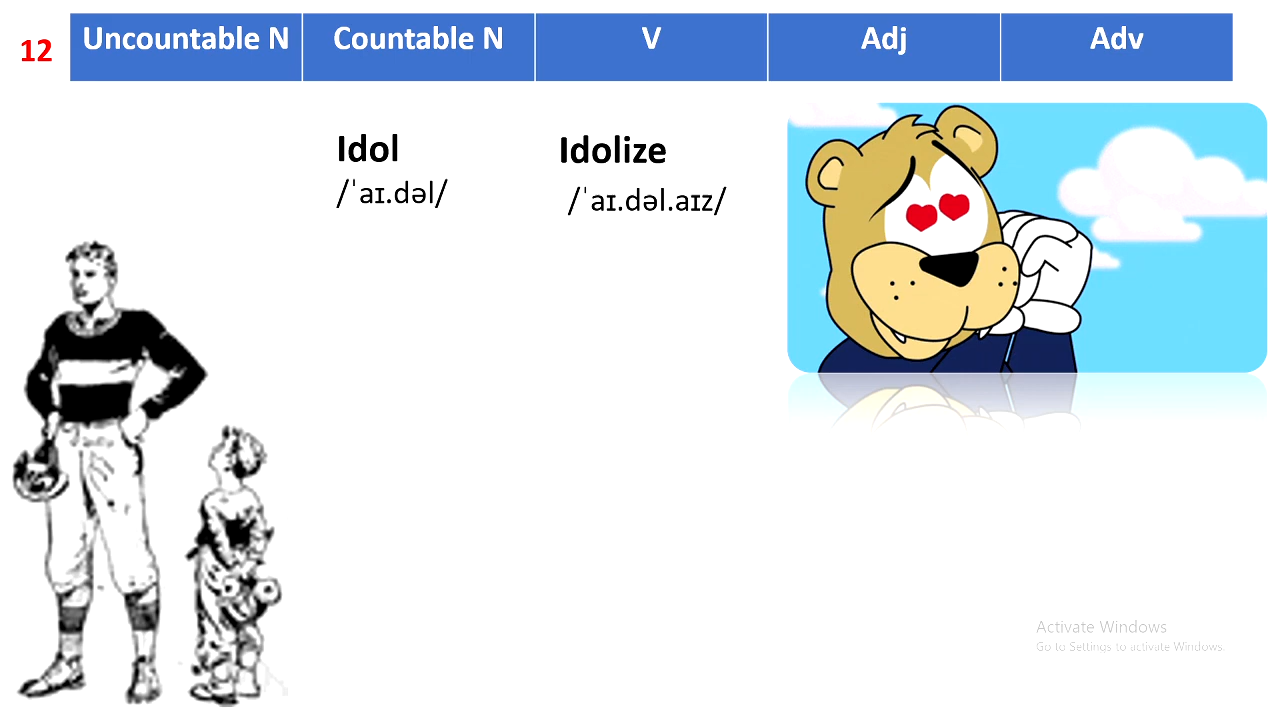 12
Uncountable N Countable N V Adj Adv
Idol Idolize
/ˈaɪ.dəl/ /ˈaɪ.dəl.aɪz/
Activate Windows
Go to Settings to activate Windows.